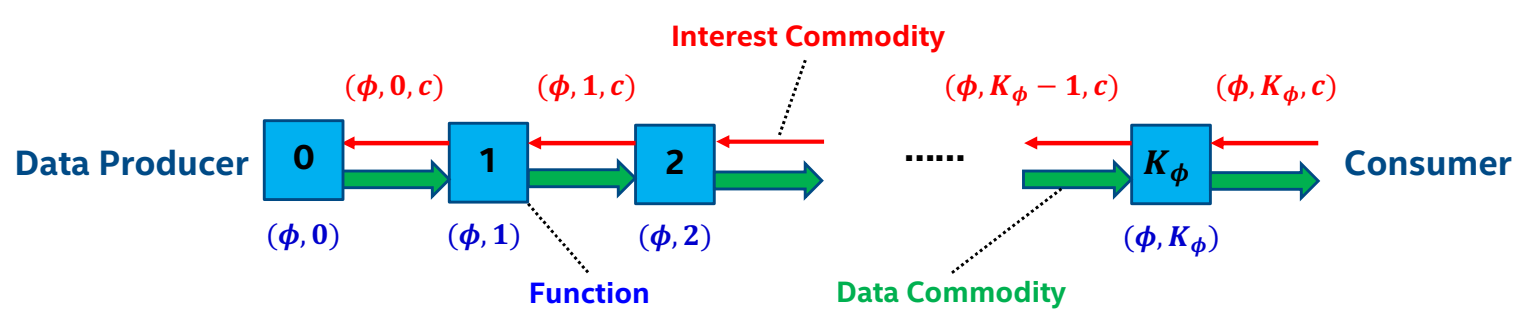 Interest Commodity
(ϕ, 0, c) (ϕ, 1, c) (ϕ, K_ϕ − 1, c) (ϕ, K_ϕ, c)
Data Producer 0 1 2 ...... K_ϕ Consumer
(ϕ, 0) (ϕ, 1) (ϕ, 2) (ϕ, K_ϕ)
Function Data Commodity